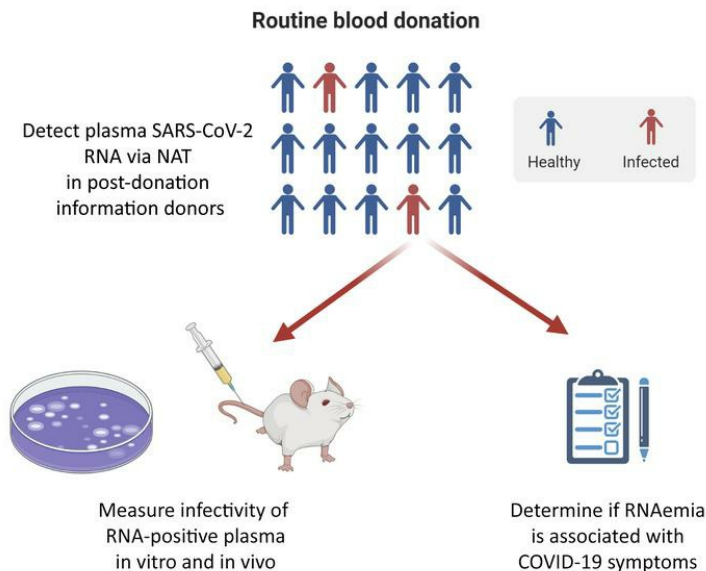 Routine blood donation
Detect plasma SARS-CoV-2
RNA via NAT
in post-donation
information donors
Healthy
Infected
Measure infectivity of
RNA-positive plasma
in vitro and in vivo
Determine if RNAemia
is associated with
COVID-19 symptoms